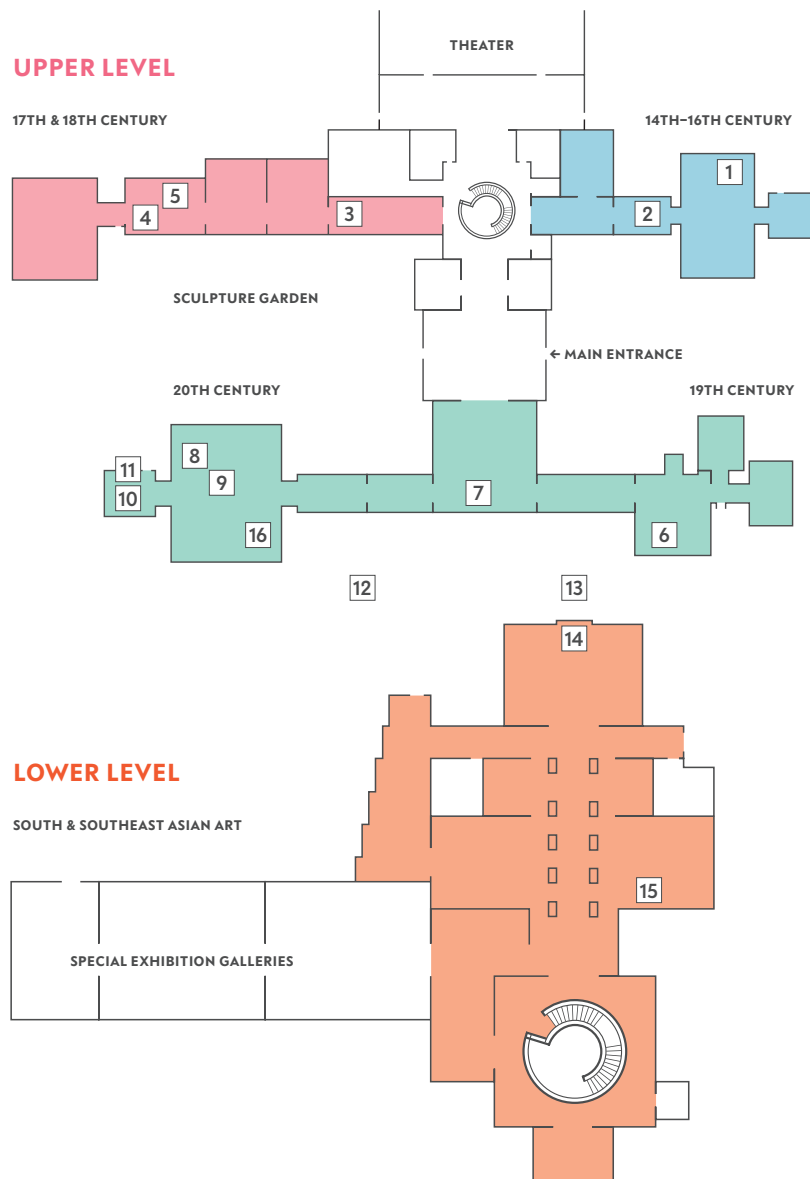 THEATER
UPPER LEVEL
17TH & 18TH CENTURY
14TH–16TH CENTURY
1
5
4
3
2
SCULPTURE GARDEN
← MAIN ENTRANCE
20TH CENTURY
19TH CENTURY
8
11
9
10
7
16
6
12
13
14
LOWER LEVEL
SOUTH & SOUTHEAST ASIAN ART
15
SPECIAL EXHIBITION GALLERIES